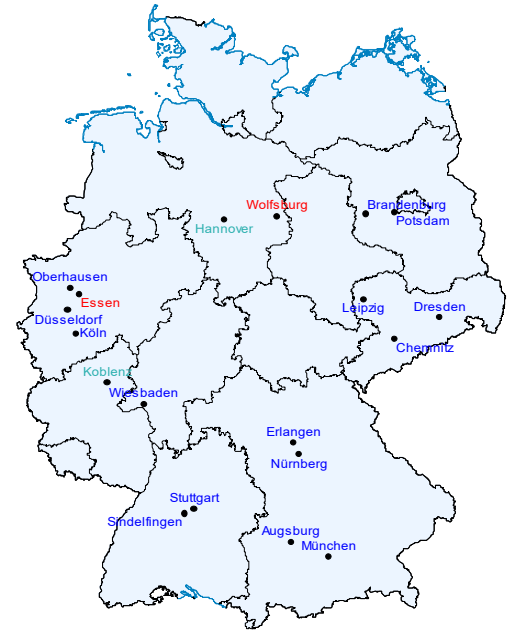 Wolfsburg
Brandenburg
Potsdam
Hannover
Oberhausen
Essen
Düsseldorf
Köln
Leipzig
Dresden
Chemnitz
Koblenz
Wiesbaden
Erlangen
Nürnberg
Stuttgart
Sindelfingen
Augsburg
München